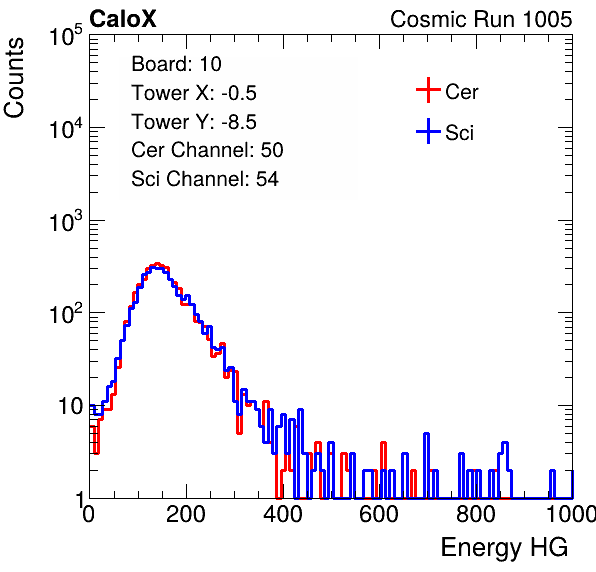 CaloX Cosmic Run 1005
Counts
Board: 10
Tower X: -0.5
Tower Y: -8.5
Cer Channel: 50
Sci Channel: 54
Cer
Sci
10^5
10^4
10^3
10^2
10
1
0 200 400 600 800 1000
Energy HG